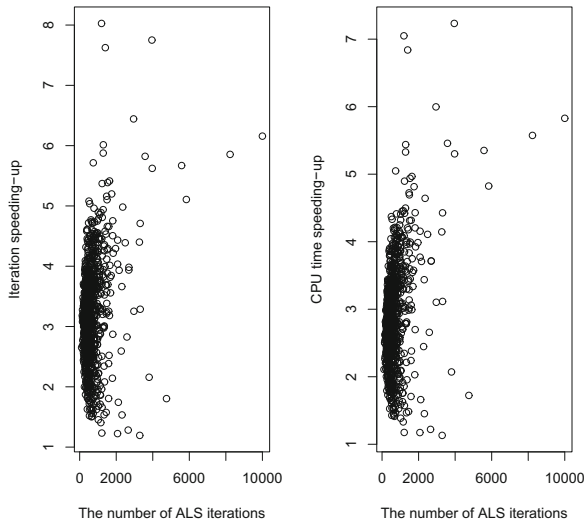 Iteration speeding−up
8
7
6
5
4
3
2
1
0 2000 6000 10000
The number of ALS iterations
CPU time speeding−up
7
6
5
4
3
2
1
0 2000 6000 10000
The number of ALS iterations